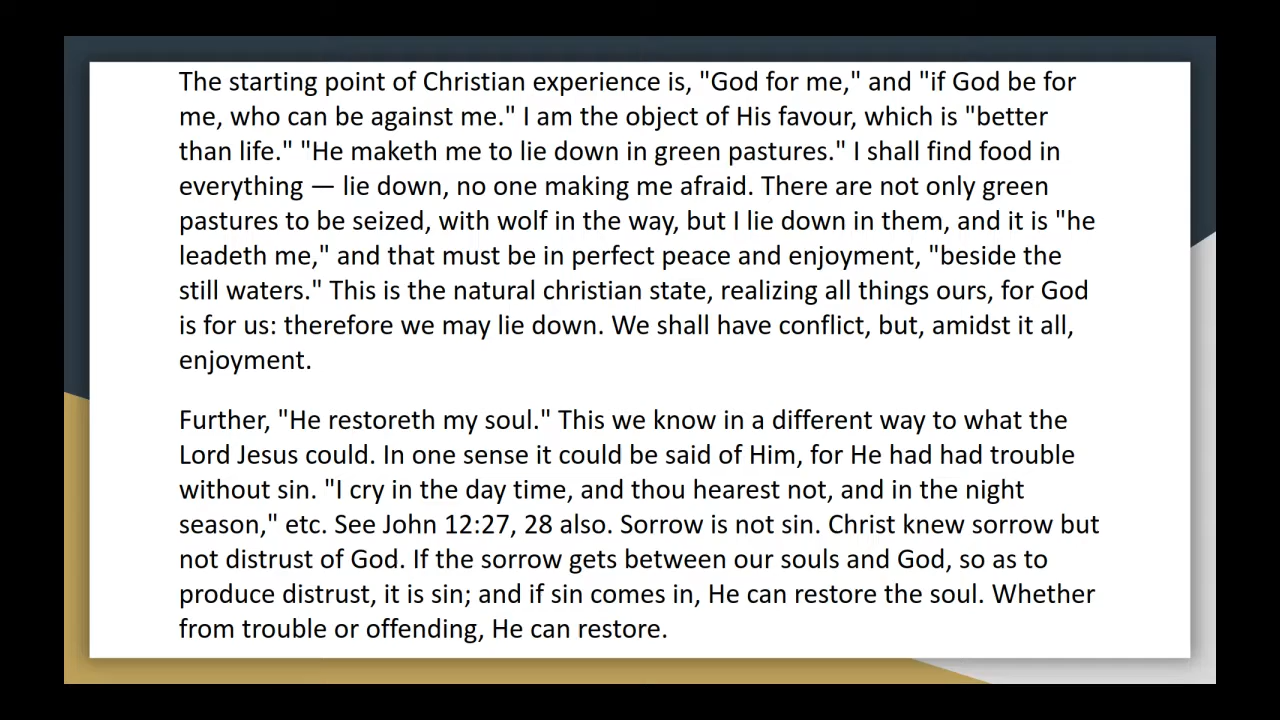 The starting point of Christian experience is, "God for me," and "if God be for
me, who can be against me." I am the object of His favour, which is "better
than life." "He maketh me to lie down in green pastures." I shall find food in
everything — lie down, no one making me afraid. There are not only green
pastures to be seized, with wolf in the way, but I lie down in them, and it is "he
leadeth me," and that must be in perfect peace and enjoyment, "beside the
still waters." This is the natural christian state, realizing all things ours, for God
is for us: therefore we may lie down. We shall have conflict, but, amidst it all,
enjoyment.
Further, "He restoreth my soul." This we know in a different way to what the
Lord Jesus could. In one sense it could be said of Him, for He had had trouble
without sin. "I cry in the day time, and thou hearest not, and in the night
season," etc. See John 12:27, 28 also. Sorrow is not sin. Christ knew sorrow but
not distrust of God. If the sorrow gets between our souls and God, so as to
produce distrust, it is sin; and if sin comes in, He can restore the soul. Whether
from trouble or offending, He can restore.